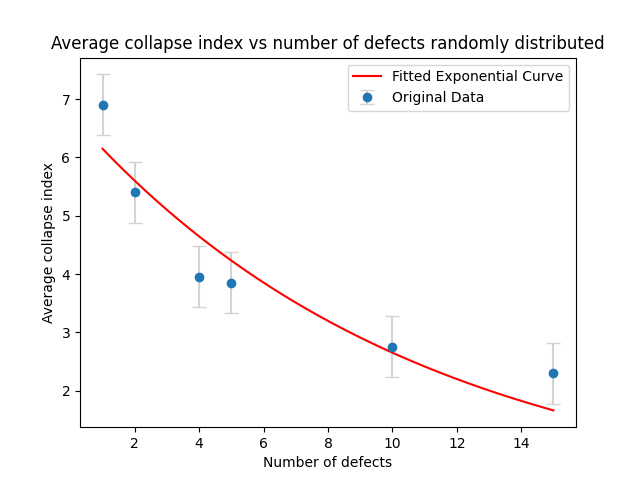 Average collapse index vs number of defects randomly distributed
Fitted Exponential Curve
Original Data
7
6
5
4
3
2
Average collapse index
2
4
6
8
10
12
14
Number of defects